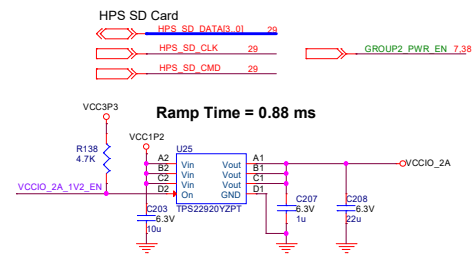 HPS SD Card
HPS_SD_DATA[3..0] 29
HPS_SD_CLK 29
GROUP2_PWR_EN 7,38
HPS_SD_CMD 29
VCC3P3
Ramp Time = 0.88 ms
VCC1P2
R138
4.7K
U25
A2 Vin Vout A1
B2 Vin Vout B1
C2 Vin Vout C1
D2 On GND D1
VCCIO_2A
VCCIO_2A_1V2_EN
TPS22920YZPT
C203
6.3V
10u
C207
6.3V
1u
C208
6.3V
22u